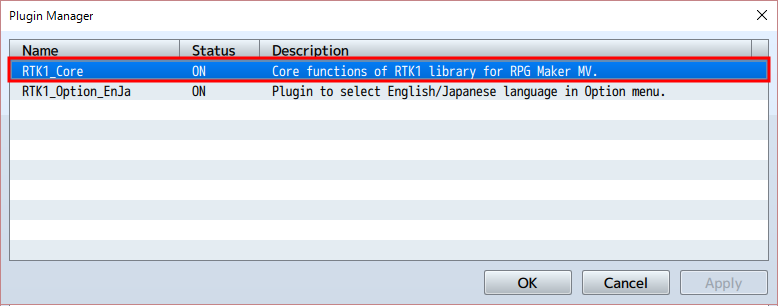 Plugin Manager
Name Status Description
RTK1_Core ON Core functions of RTK1 library for RPG Maker MV.
RTK1_Option_EnJa ON Plugin to select English/Japanese language in Option menu.
OK Cancel Apply